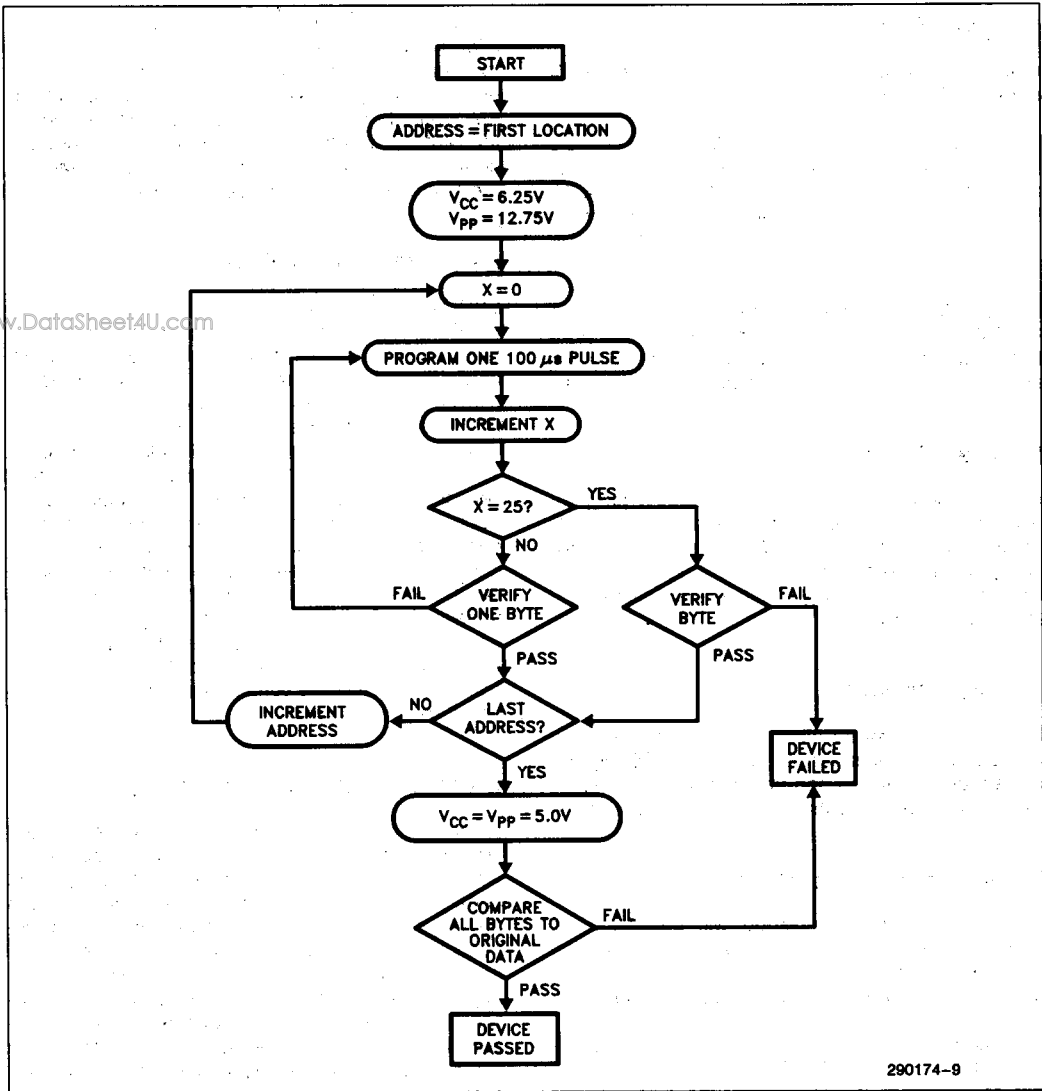 START
ADDRESS = FIRST LOCATION
VCC = 6.25V
VPP = 12.75V
X = 0
w.DataSheet4U.com
PROGRAM ONE 100 µs PULSE
INCREMENT X
X = 25?
YES
NO
FAIL
VERIFY
ONE BYTE
VERIFY
BYTE
FAIL
PASS
PASS
INCREMENT
ADDRESS
NO
LAST
ADDRESS?
DEVICE
FAILED
YES
VCC = VPP = 5.0V
COMPARE
ALL BYTES TO
ORIGINAL
DATA
FAIL
PASS
DEVICE
PASSED
290174-9